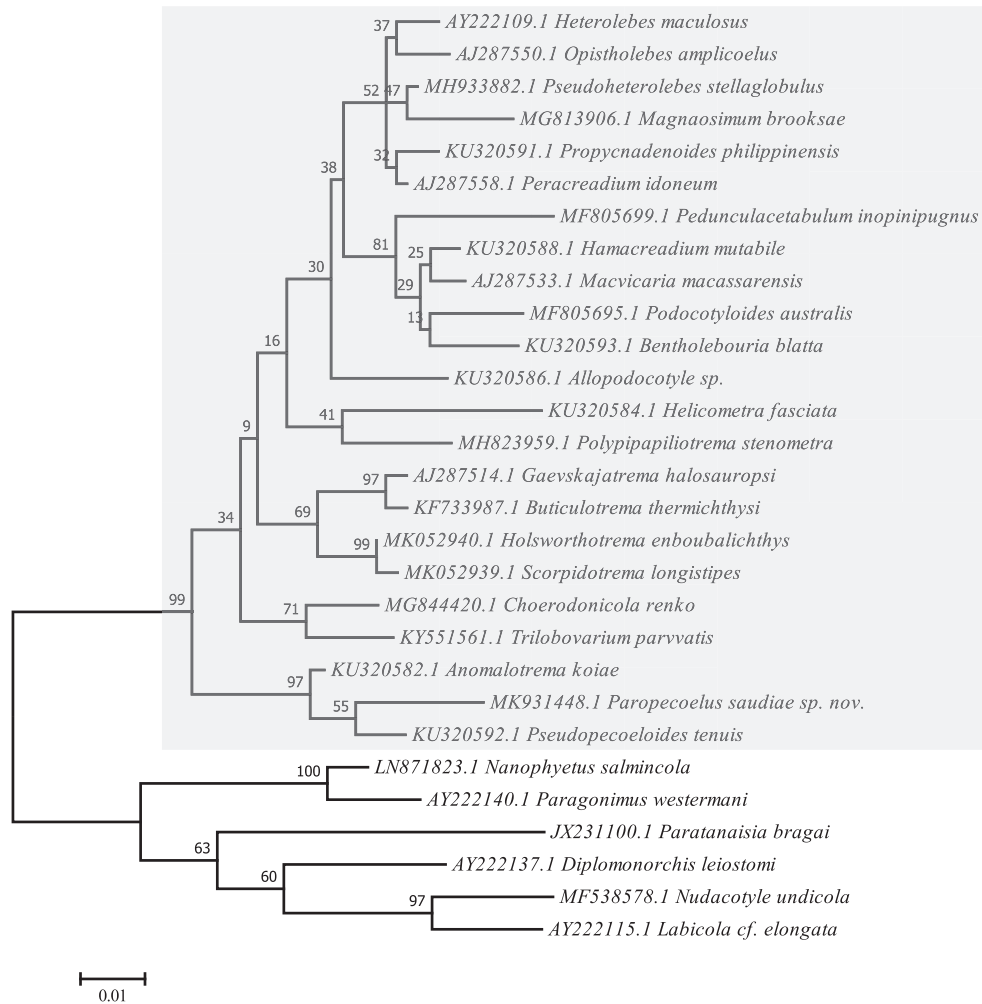 37
AY222109.1 Heterolebes maculosus
AJ287550.1 Opistholebes amplicoelus
52 47
MH933882.1 Pseudoheterolebes stellaglobulus
MG813906.1 Magnaosimum brooksae
32
KU320591.1 Propycnadenoides philippinensis
38
AJ287558.1 Peracreadium idoneum
MF805699.1 Pedunculacetabulum inopinipugnus
81
25
KU320588.1 Hamacreadium mutabile
30
AJ287533.1 Macvicaria macassarensis
29
13
MF805695.1 Podocotyloides australis
16
KU320593.1 Bentholebouria blatta
KU320586.1 Allopodocotyle sp.
41
KU320584.1 Helicometra fasciata
9
MH823959.1 Polypipapiliotrema stenometra
97
AJ287514.1 Gaevskajatrema halosauropsi
69
KF733987.1 Buticulotrema thermichthysi
34
99
MK052940.1 Holsworthotrema enboubalichthys
MK052939.1 Scorpidotrema longistipes
99
71
MG844420.1 Choerodonicola renko
KY551561.1 Trilobovarium parvvatis
97
KU320582.1 Anomalotrema koiae
55
MK931448.1 Paropecoelus saudiae sp. nov.
KU320592.1 Pseudopecoeloides tenuis
100
LN871823.1 Nanophyetus salmincola
AY222140.1 Paragonimus westermani
63
JX231100.1 Paratanaisia bragai
60
AY222137.1 Diplomonorchis leiostomi
97
MF538578.1 Nudacotyle undicola
AY222115.1 Labicola cf. elongata
0.01